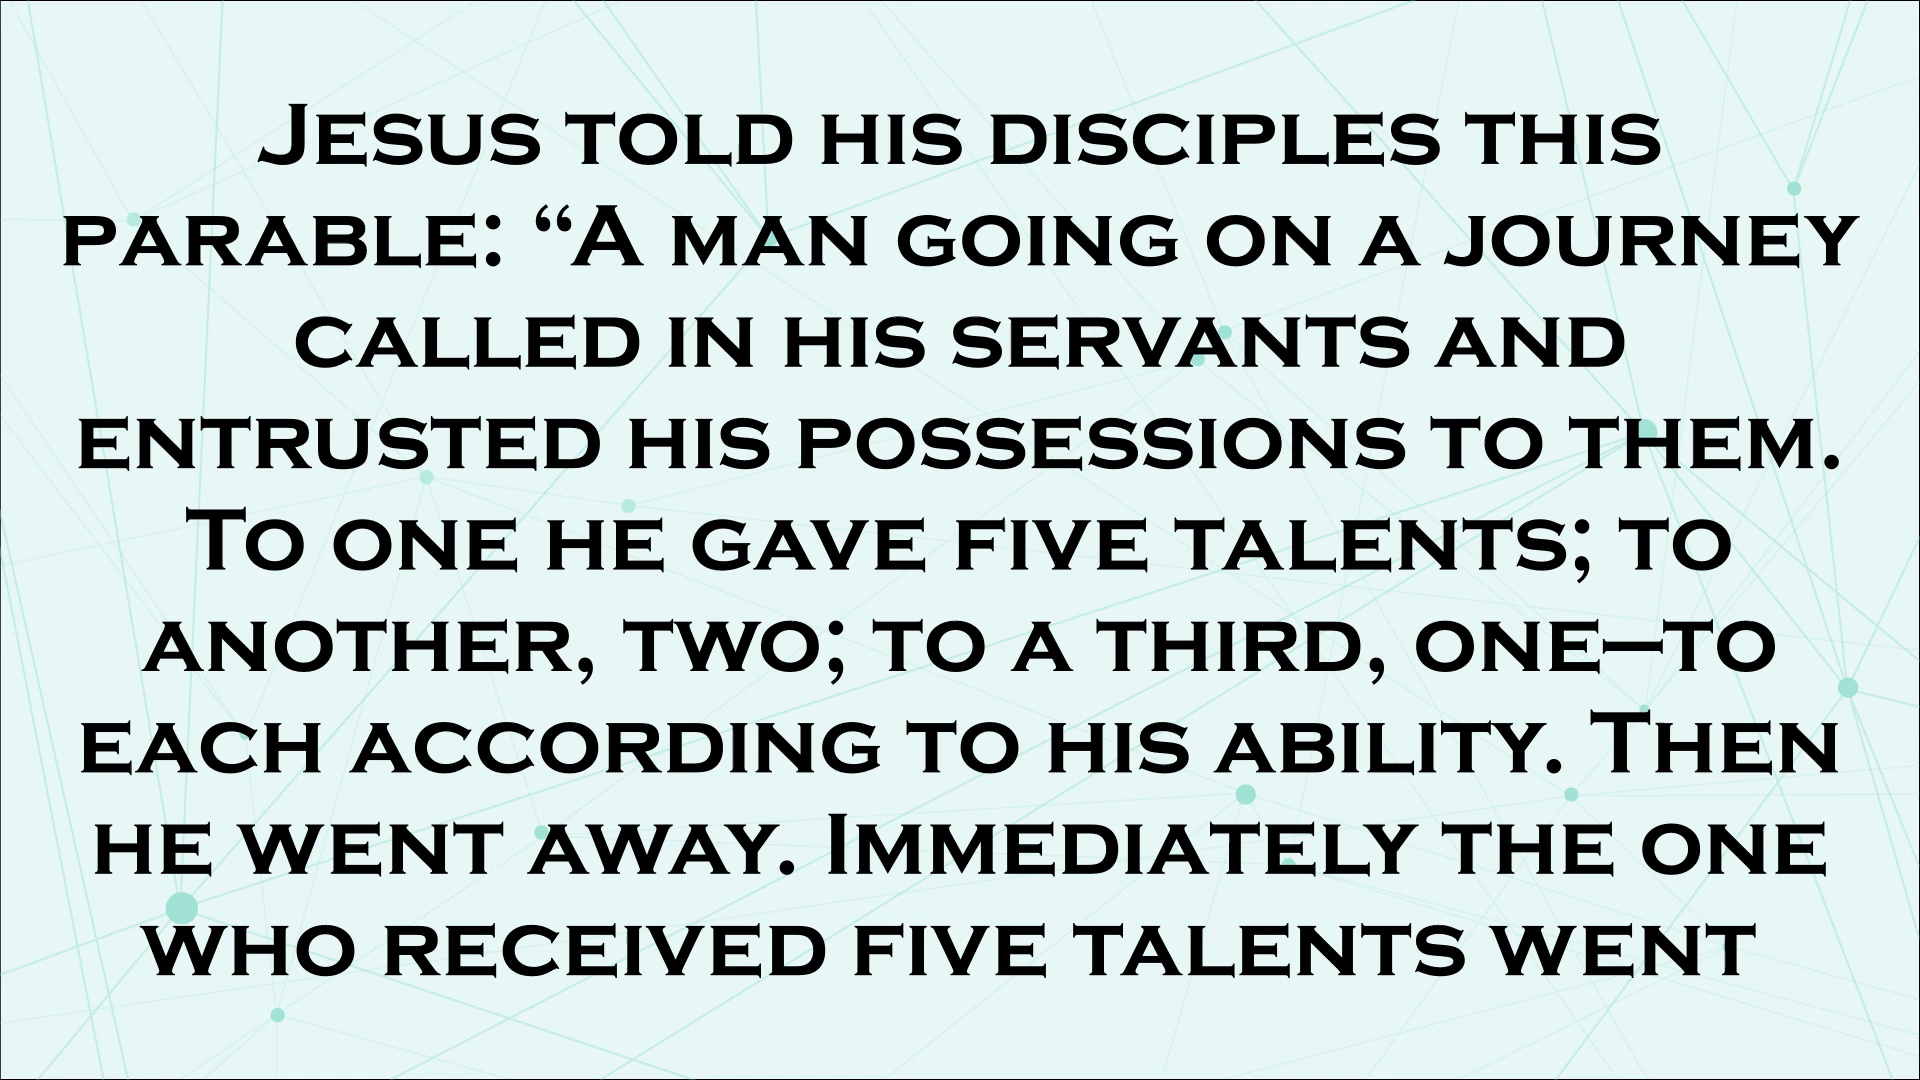 Jesus told his disciples this
parable: “A man going on a journey
called in his servants and
entrusted his possessions to them.
To one he gave five talents; to
another, two; to a third, one—to
each according to his ability. Then
he went away. Immediately the one
who received five talents went